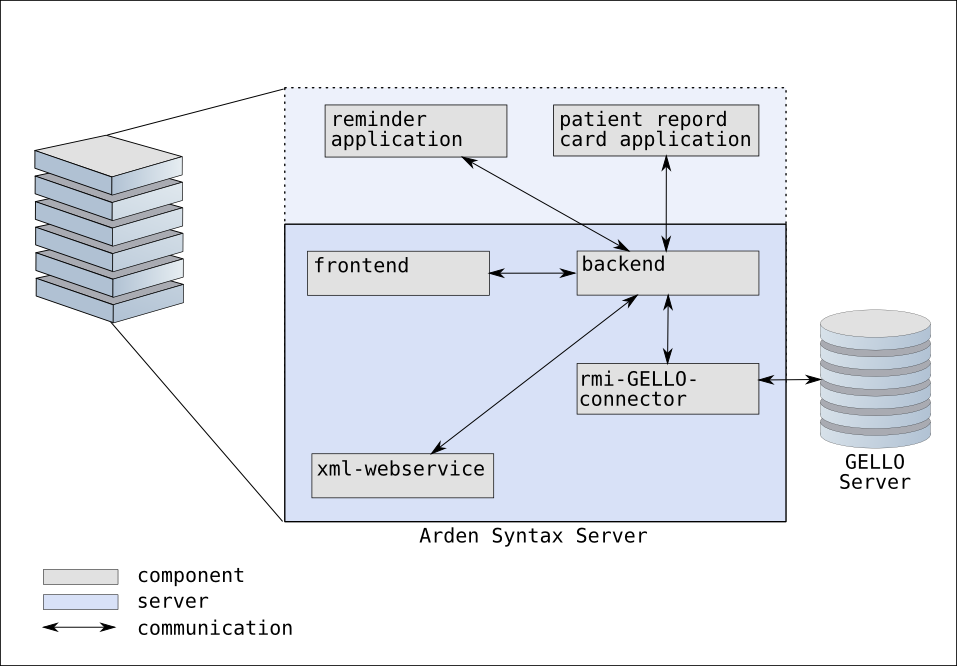 reminder
application
patient repord
card application
frontend
backend
rmi-GELLO-
connector
xml-webservice
GELLO
Server
Arden Syntax Server
component
server
communication